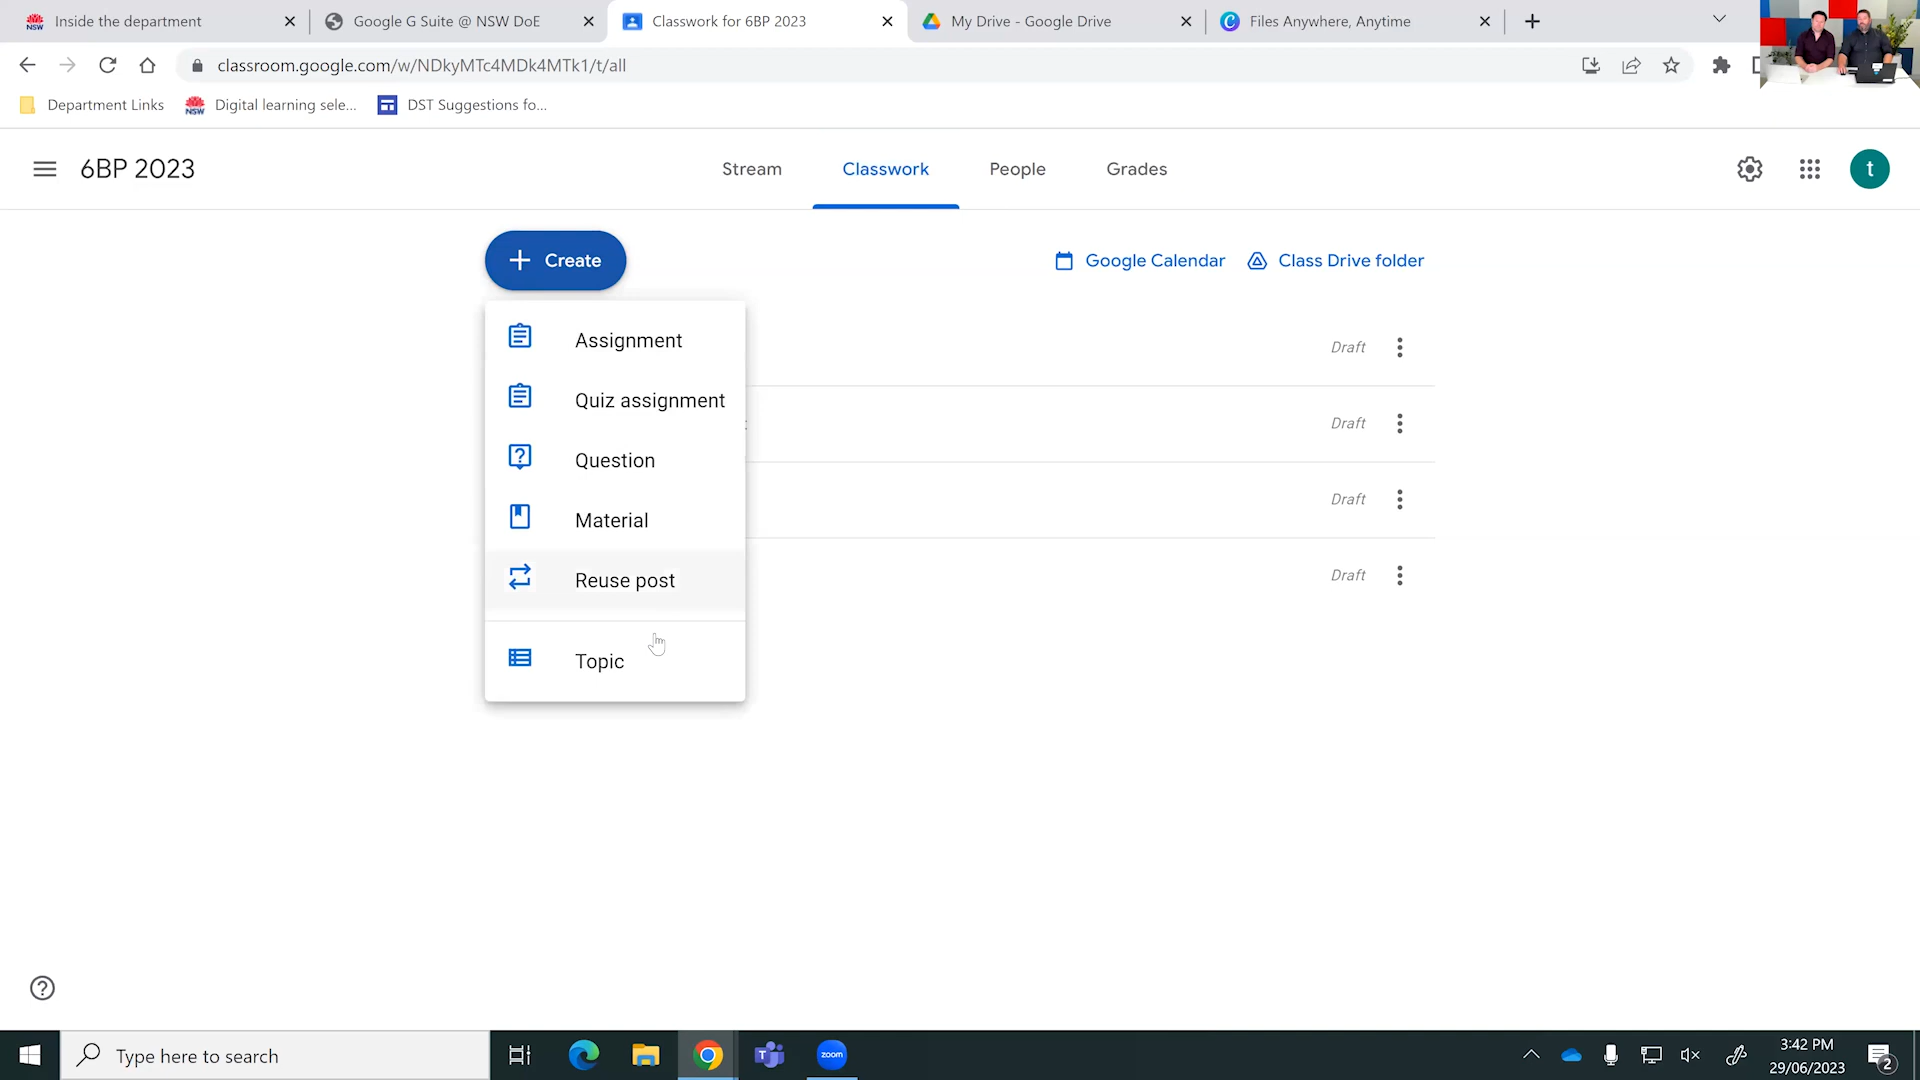 Inside the department
Google G Suite @ NSW DoE
Classwork for 6BP 2023
My Drive - Google Drive
Files Anywhere, Anytime
classroom.google.com/w/NDkyMTc4MDk4MTk1/t/all
Department Links
Digital learning sele...
DST Suggestions fo...
6BP 2023
Stream
Classwork
People
Grades
t
Create
Google Calendar
Class Drive folder
Assignment
Draft
Quiz assignment
Draft
Question
Draft
Material
Reuse post
Draft
Topic
Type here to search
zoom
3:42 PM
29/06/2023
2